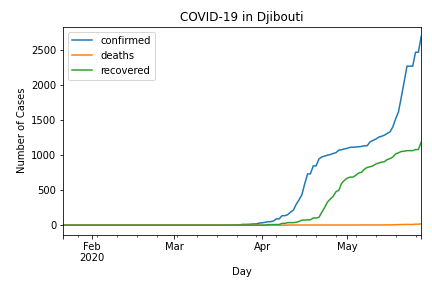 COVID-19 in Djibouti
confirmed
deaths
recovered
Number of Cases
2500
2000
1500
1000
500
0
Feb
2020
Mar
Apr
May
Day